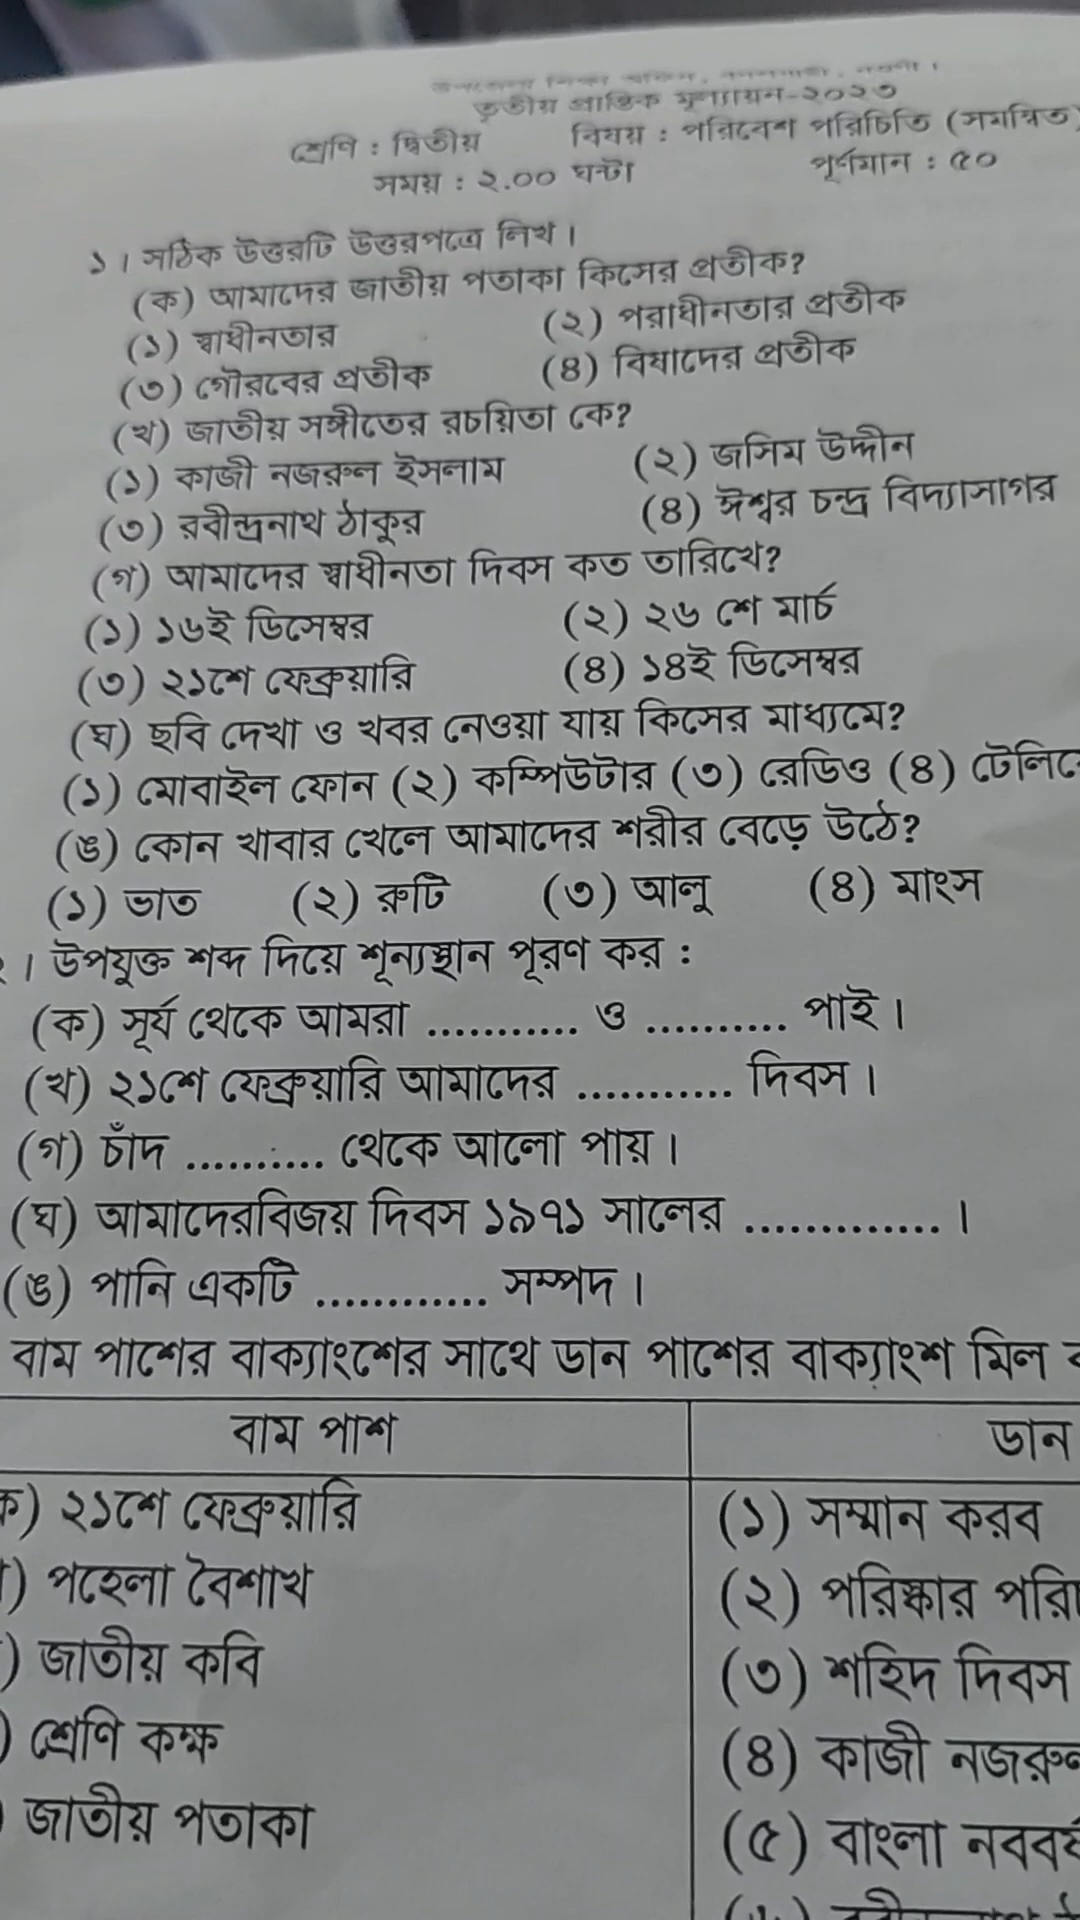 তৃতীয় প্রান্তিক মূল্যায়ন-২০২৩
শ্রেণি : দ্বিতীয় বিষয় : পরিবেশ পরিচিতি (সমন্বিত)
সময় : ২.০০ ঘন্টা পূর্ণমান : ৫০
১। সঠিক উত্তরটি উত্তরপত্রে লিখ।
(ক) আমাদের জাতীয় পতাকা কিসের প্রতীক?
(১) স্বাধীনতার (২) পরাধীনতার প্রতীক
(৩) গৌরবের প্রতীক (৪) বিষাদের প্রতীক
(খ) জাতীয় সঙ্গীতের রচয়িতা কে?
(১) কাজী নজরুল ইসলাম (২) জসিম উদ্দীন
(৩) রবীন্দ্রনাথ ঠাকুর (৪) ঈশ্বর চন্দ্র বিদ্যাসাগর
(গ) আমাদের স্বাধীনতা দিবস কত তারিখে?
(১) ১৬ই ডিসেম্বর (২) ২৬ শে মার্চ
(৩) ২১শে ফেব্রুয়ারি (৪) ১৪ই ডিসেম্বর
(ঘ) ছবি দেখা ও খবর নেওয়া যায় কিসের মাধ্যমে?
(১) মোবাইল ফোন (২) কম্পিউটার (৩) রেডিও (৪)
(ঙ) কোন খাবার খেলে আমাদের শরীর বেড়ে উঠে?
(১) ভাত (২) রুটি (৩) আলু (৪) মাংস
। উপযুক্ত শব্দ দিয়ে শূন্যস্থান পূরণ কর :
(ক) সূর্য থেকে আমরা ............ ও ........... পাই।
(খ) ২১শে ফেব্রুয়ারি আমাদের ............ দিবস।
(গ) চাঁদ ........... থেকে আলো পায়।
(ঘ) আমাদেরবিজয় দিবস ১৯৭১ সালের ............... ।
(ঙ) পানি একটি ............. সম্পদ।
বাম পাশের বাক্যাংশের সাথে ডান পাশের বাক্যাংশ মিল
বাম পাশ ডান
ক) ২১শে ফেব্রুয়ারি (১) সম্মান করব
) পহেলা বৈশাখ (২) পরিষ্কার
) জাতীয় কবি (৩) শহিদ দিবস
) শ্রেণি কক্ষ (৪) কাজী নজরুল
জাতীয় পতাকা (৫) বাংলা